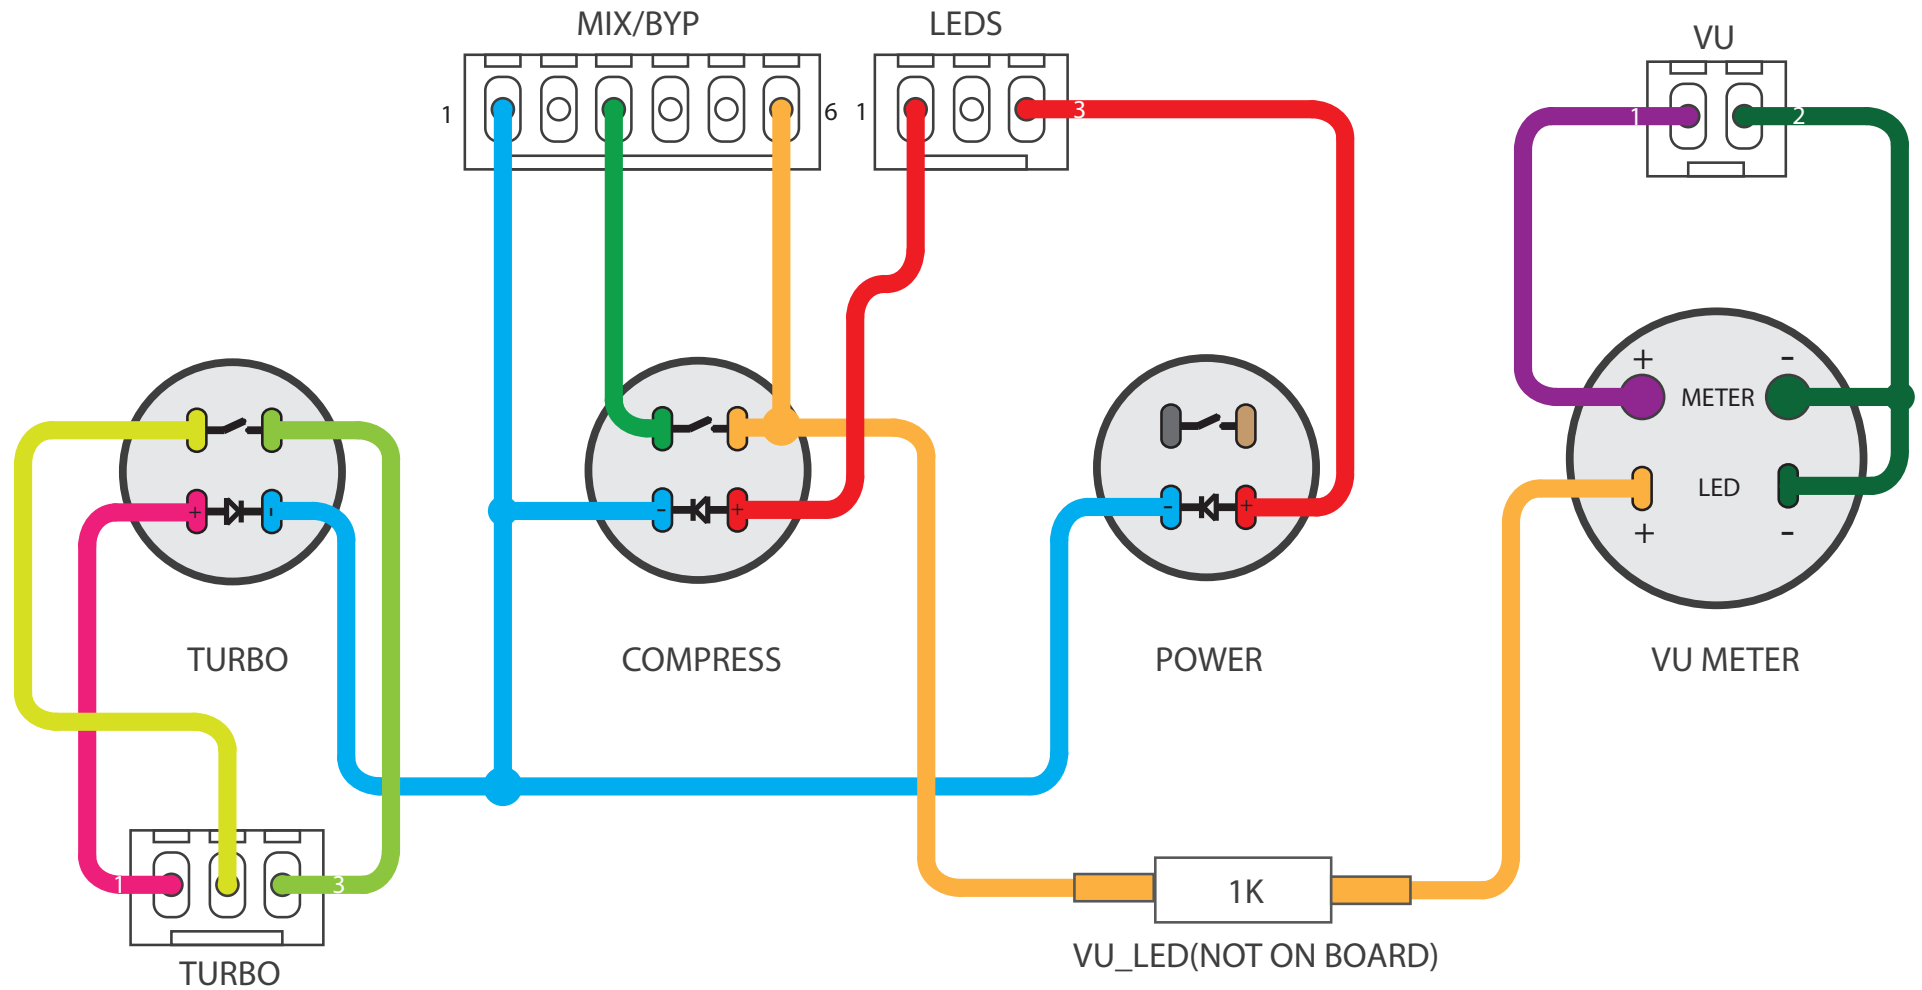 MIX/BYP
LEDS
VU
1
6
1
3
1
2
+
-
METER
LED
+
-
+
-
-
+
-
+
TURBO
COMPRESS
POWER
VU METER
1
3
TURBO
1K
VU_LED(NOT ON BOARD)